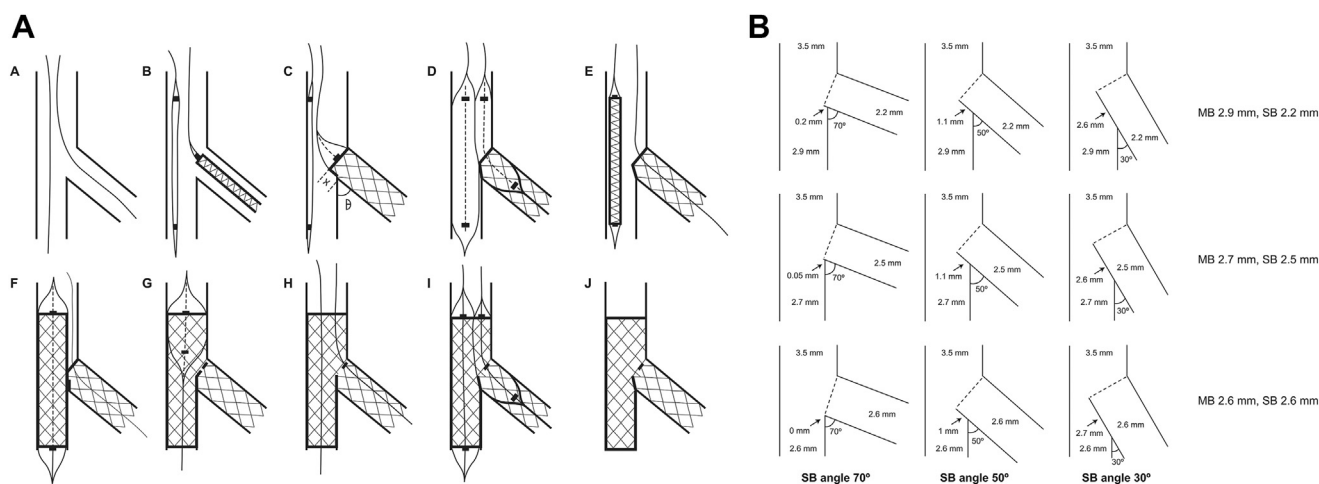 A
B
A
B
C
D
E
x
θ
F
G
H
I
J
3.5 mm
2.2 mm
0.2 mm
70º
2.9 mm
3.5 mm
2.2 mm
1.1 mm
50º
2.9 mm
3.5 mm
2.6 mm
2.2 mm
2.9 mm
30º
MB 2.9 mm, SB 2.2 mm
3.5 mm
2.5 mm
0.05 mm
70º
2.7 mm
3.5 mm
2.5 mm
1.1 mm
50º
2.7 mm
3.5 mm
2.6 mm
2.5 mm
2.7 mm
30º
MB 2.7 mm, SB 2.5 mm
3.5 mm
2.6 mm
0 mm
70º
2.6 mm
3.5 mm
2.6 mm
1 mm
50º
2.6 mm
3.5 mm
2.6 mm
2.7 mm
2.6 mm
30º
MB 2.6 mm, SB 2.6 mm
SB angle 70º
SB angle 50º
SB angle 30º